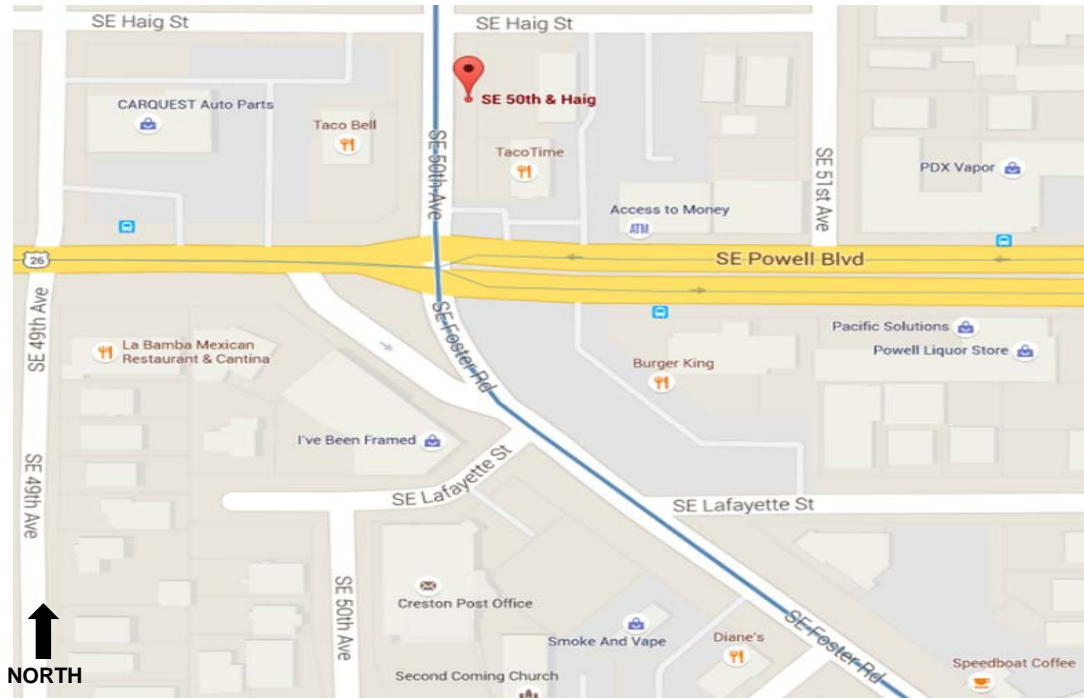 SE Haig St
SE Haig St
SE 50th & Haig
CARQUEST Auto Parts
Taco Bell
TacoTime
SE 50th Ave
SE 51st Ave
PDX Vapor
Access to Money
ATM
26
SE Powell Blvd
SE 49th Ave
La Bamba Mexican
Restaurant & Cantina
SE Foster Rd
Pacific Solutions
Powell Liquor Store
Burger King
I've Been Framed
SE Lafayette St
SE 49th Ave
SE Lafayette St
SE 50th Ave
Creston Post Office
Smoke And Vape
Diane's
SE Foster Rd
Speedboat Coffee
Second Coming Church
NORTH